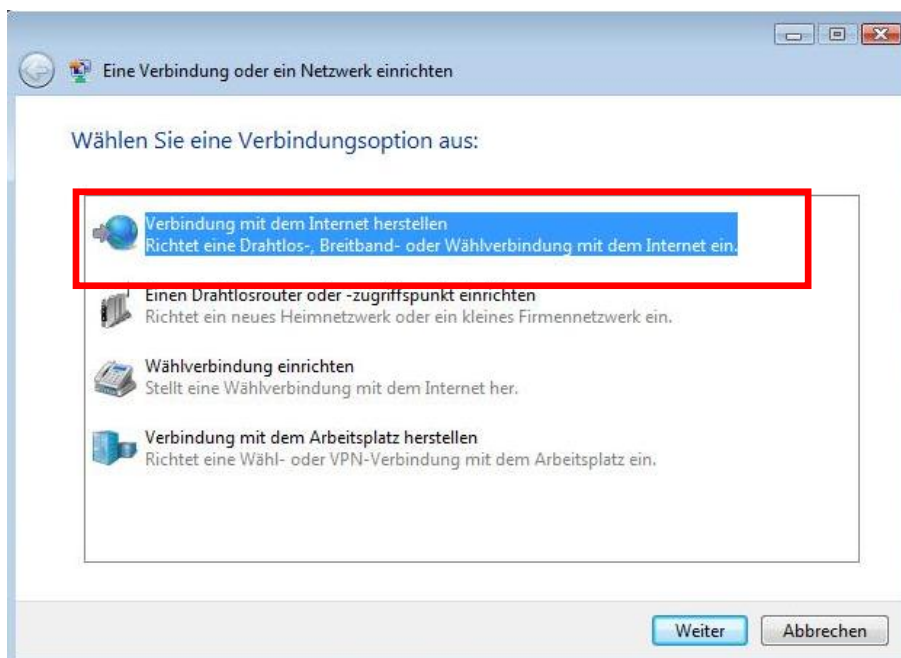 Eine Verbindung oder ein Netzwerk einrichten
Wählen Sie eine Verbindungsoption aus:
Verbindung mit dem Internet herstellen
Richtet eine Drahtlos-, Breitband- oder Wählverbindung mit dem Internet ein.
Einen Drahtlosrouter oder -zugriffspunkt einrichten
Richtet ein neues Heimnetzwerk oder ein kleines Firmennetzwerk ein.
Wählverbindung einrichten
Stellt eine Wählverbindung mit dem Internet her.
Verbindung mit dem Arbeitsplatz herstellen
Richtet eine Wähl- oder VPN-Verbindung mit dem Arbeitsplatz ein.
Weiter Abbrechen